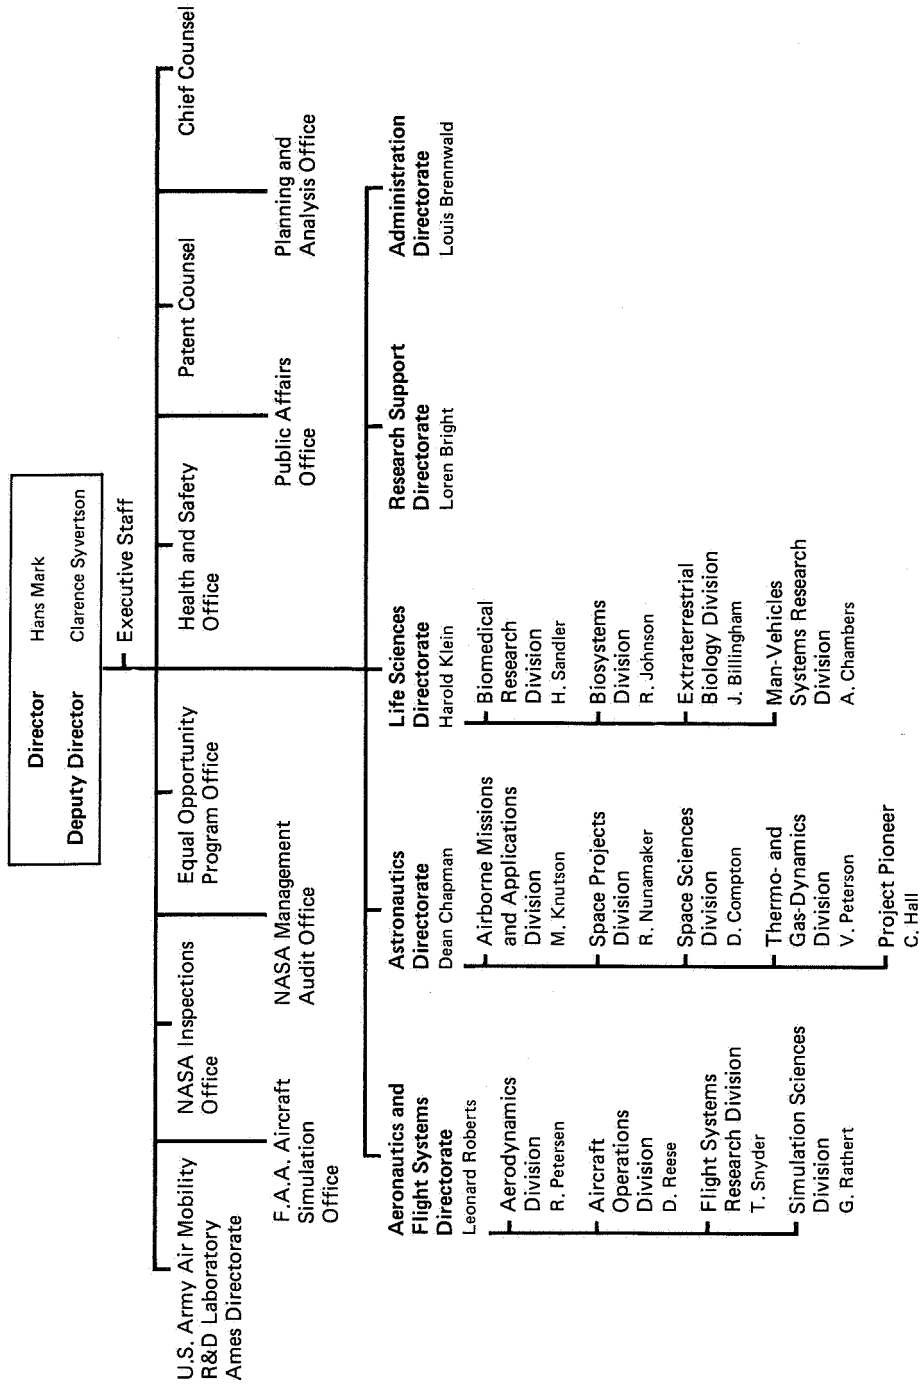 Director Hans Mark
Deputy Director Clarence Syvertson
Executive Staff
U.S. Army Air Mobility
R&D Laboratory
Ames Directorate
NASA Inspections
Office
Equal Opportunity
Program Office
Health and Safety
Office
Patent Counsel
Chief Counsel
F.A.A. Aircraft
Simulation
Office
NASA Management
Audit Office
Public Affairs
Office
Planning and
Analysis Office
Aeronautics and
Flight Systems
Directorate
Leonard Roberts
Aerodynamics
Division
R. Petersen
Aircraft
Operations
Division
D. Reese
Flight Systems
Research Division
T. Snyder
Simulation Sciences
Division
G. Rathert
Astronautics
Directorate
Dean Chapman
Airborne Missions
and Applications
Division
M. Knutson
Space Projects
Division
R. Nunamaker
Space Sciences
Division
D. Compton
Thermo- and
Gas-Dynamics
Division
V. Peterson
Project Pioneer
C. Hall
Life Sciences
Directorate
Harold Klein
Biomedical
Research
Division
H. Sandler
Biosystems
Division
R. Johnson
Extraterrestrial
Biology Division
J. Billingham
Man-Vehicles
Systems Research
Division
A. Chambers
Research Support
Directorate
Loren Bright
Administration
Directorate
Louis Brennwald